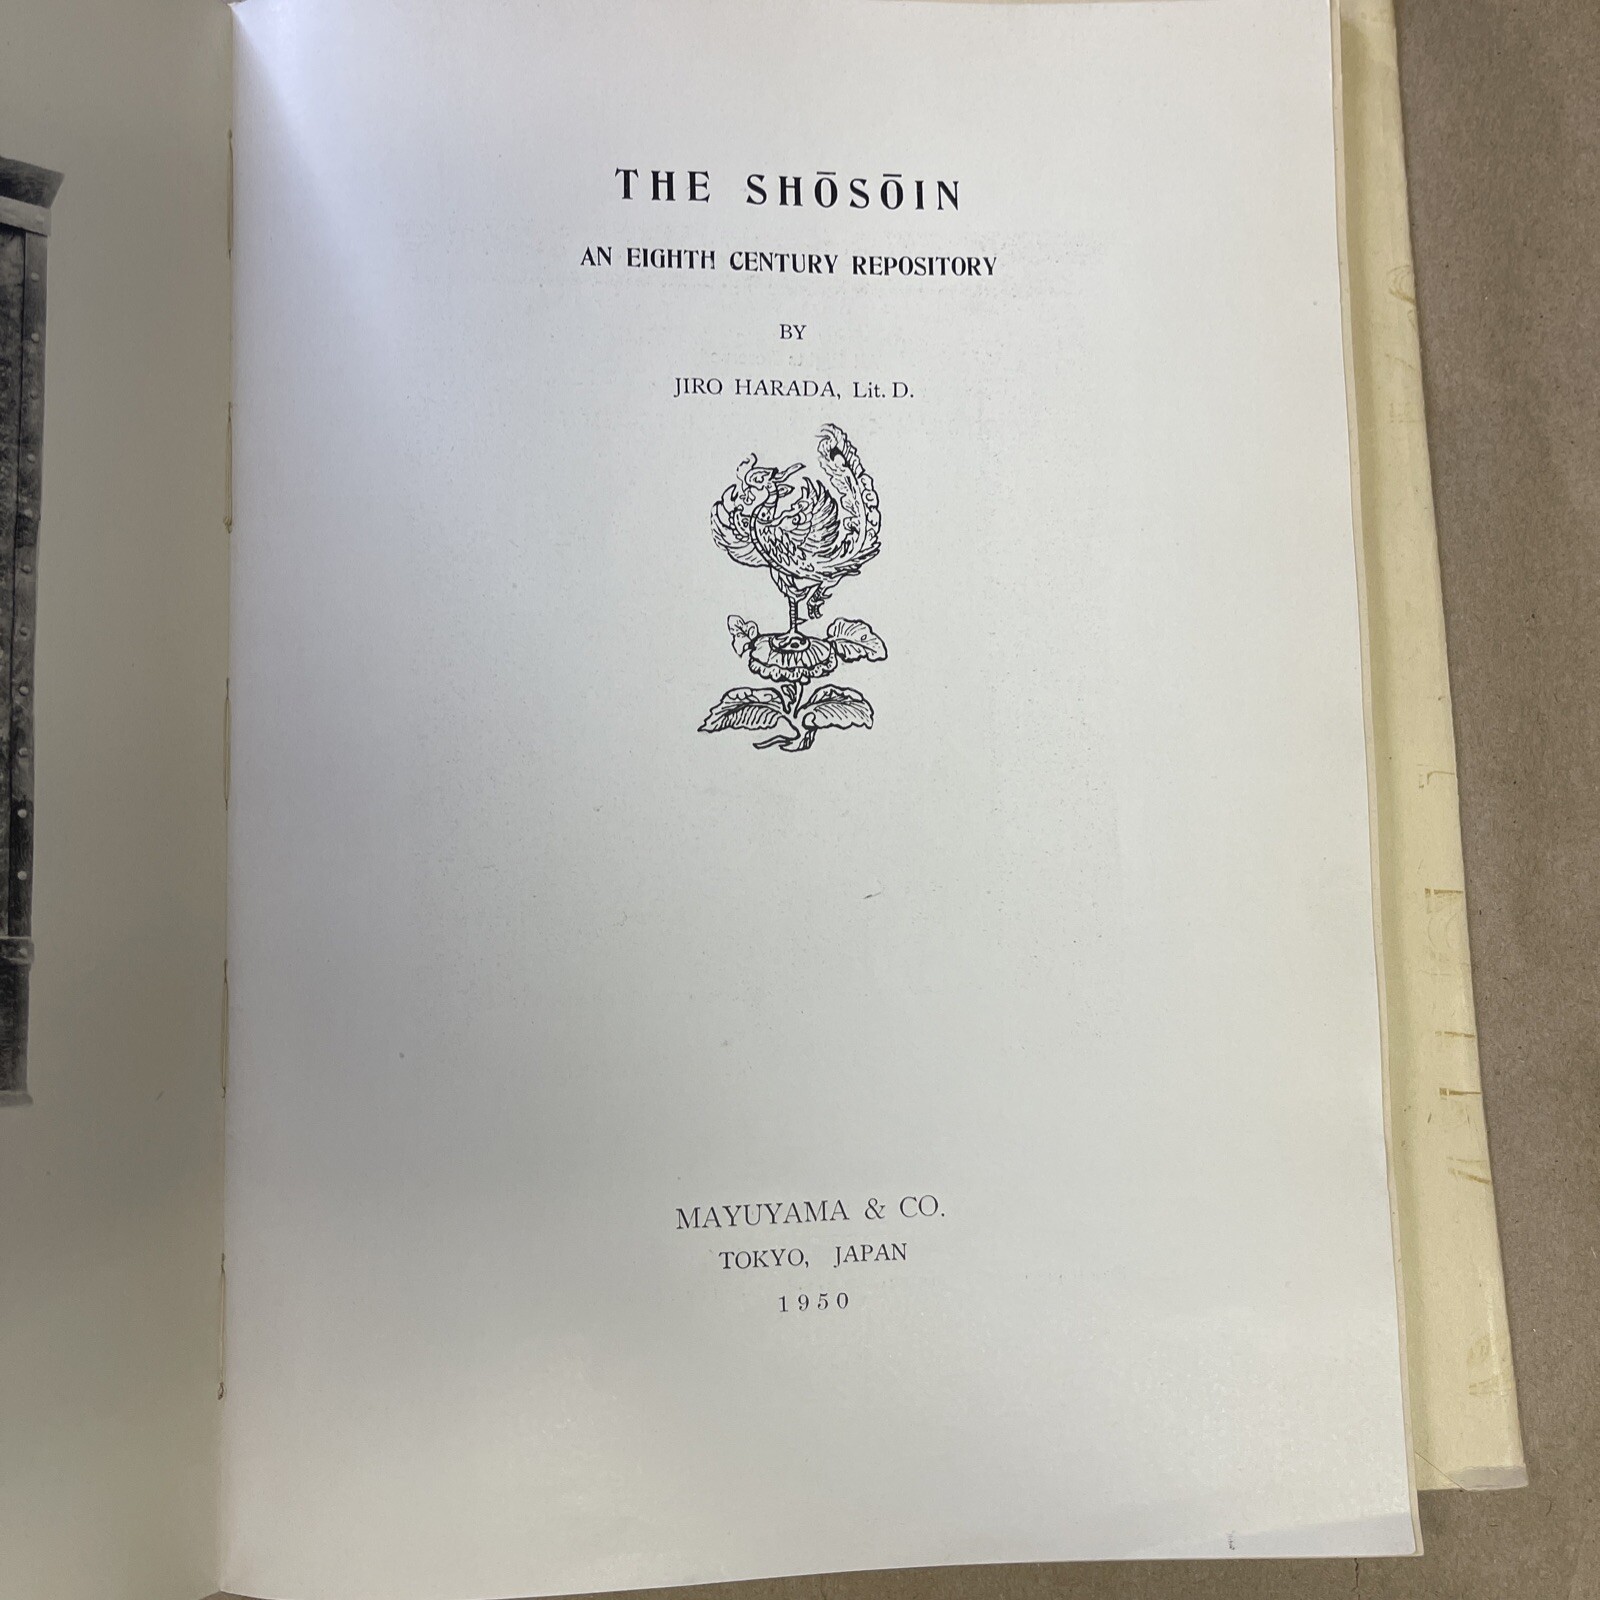 THE SHŌSŌIN
AN EIGHTH CENTURY REPOSITORY
BY
JIRO HARADA, Lit. D.
MAYUYAMA & CO.
TOKYO, JAPAN
1950